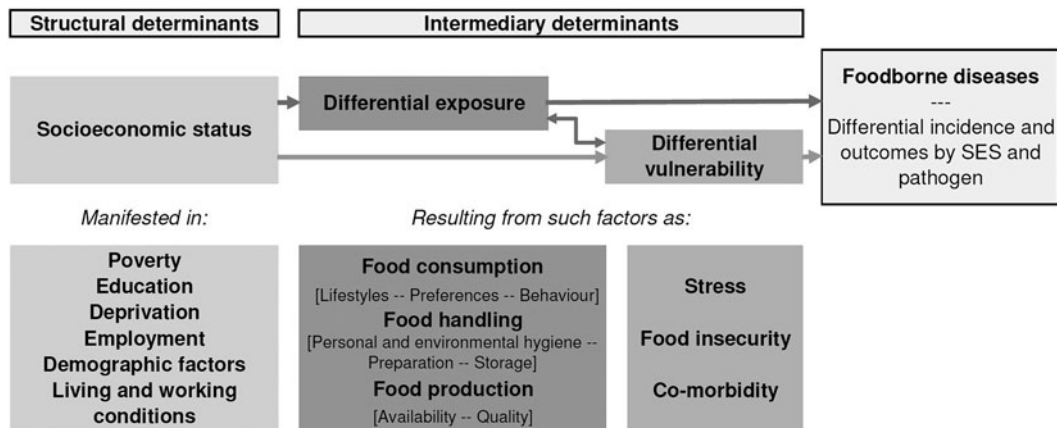 Structural determinants
Intermediary determinants
Socioeconomic status
Differential exposure
Differential
vulnerability
Foodborne diseases
---
Differential incidence and
outcomes by SES and
pathogen
Manifested in:
Resulting from such factors as:
Poverty
Education
Deprivation
Employment
Demographic factors
Living and working
conditions
Food consumption
[Lifestyles -- Preferences -- Behaviour]
Food handling
[Personal and environmental hygiene --
Preparation -- Storage]
Food production
[Availability -- Quality]
Stress
Food insecurity
Co-morbidity